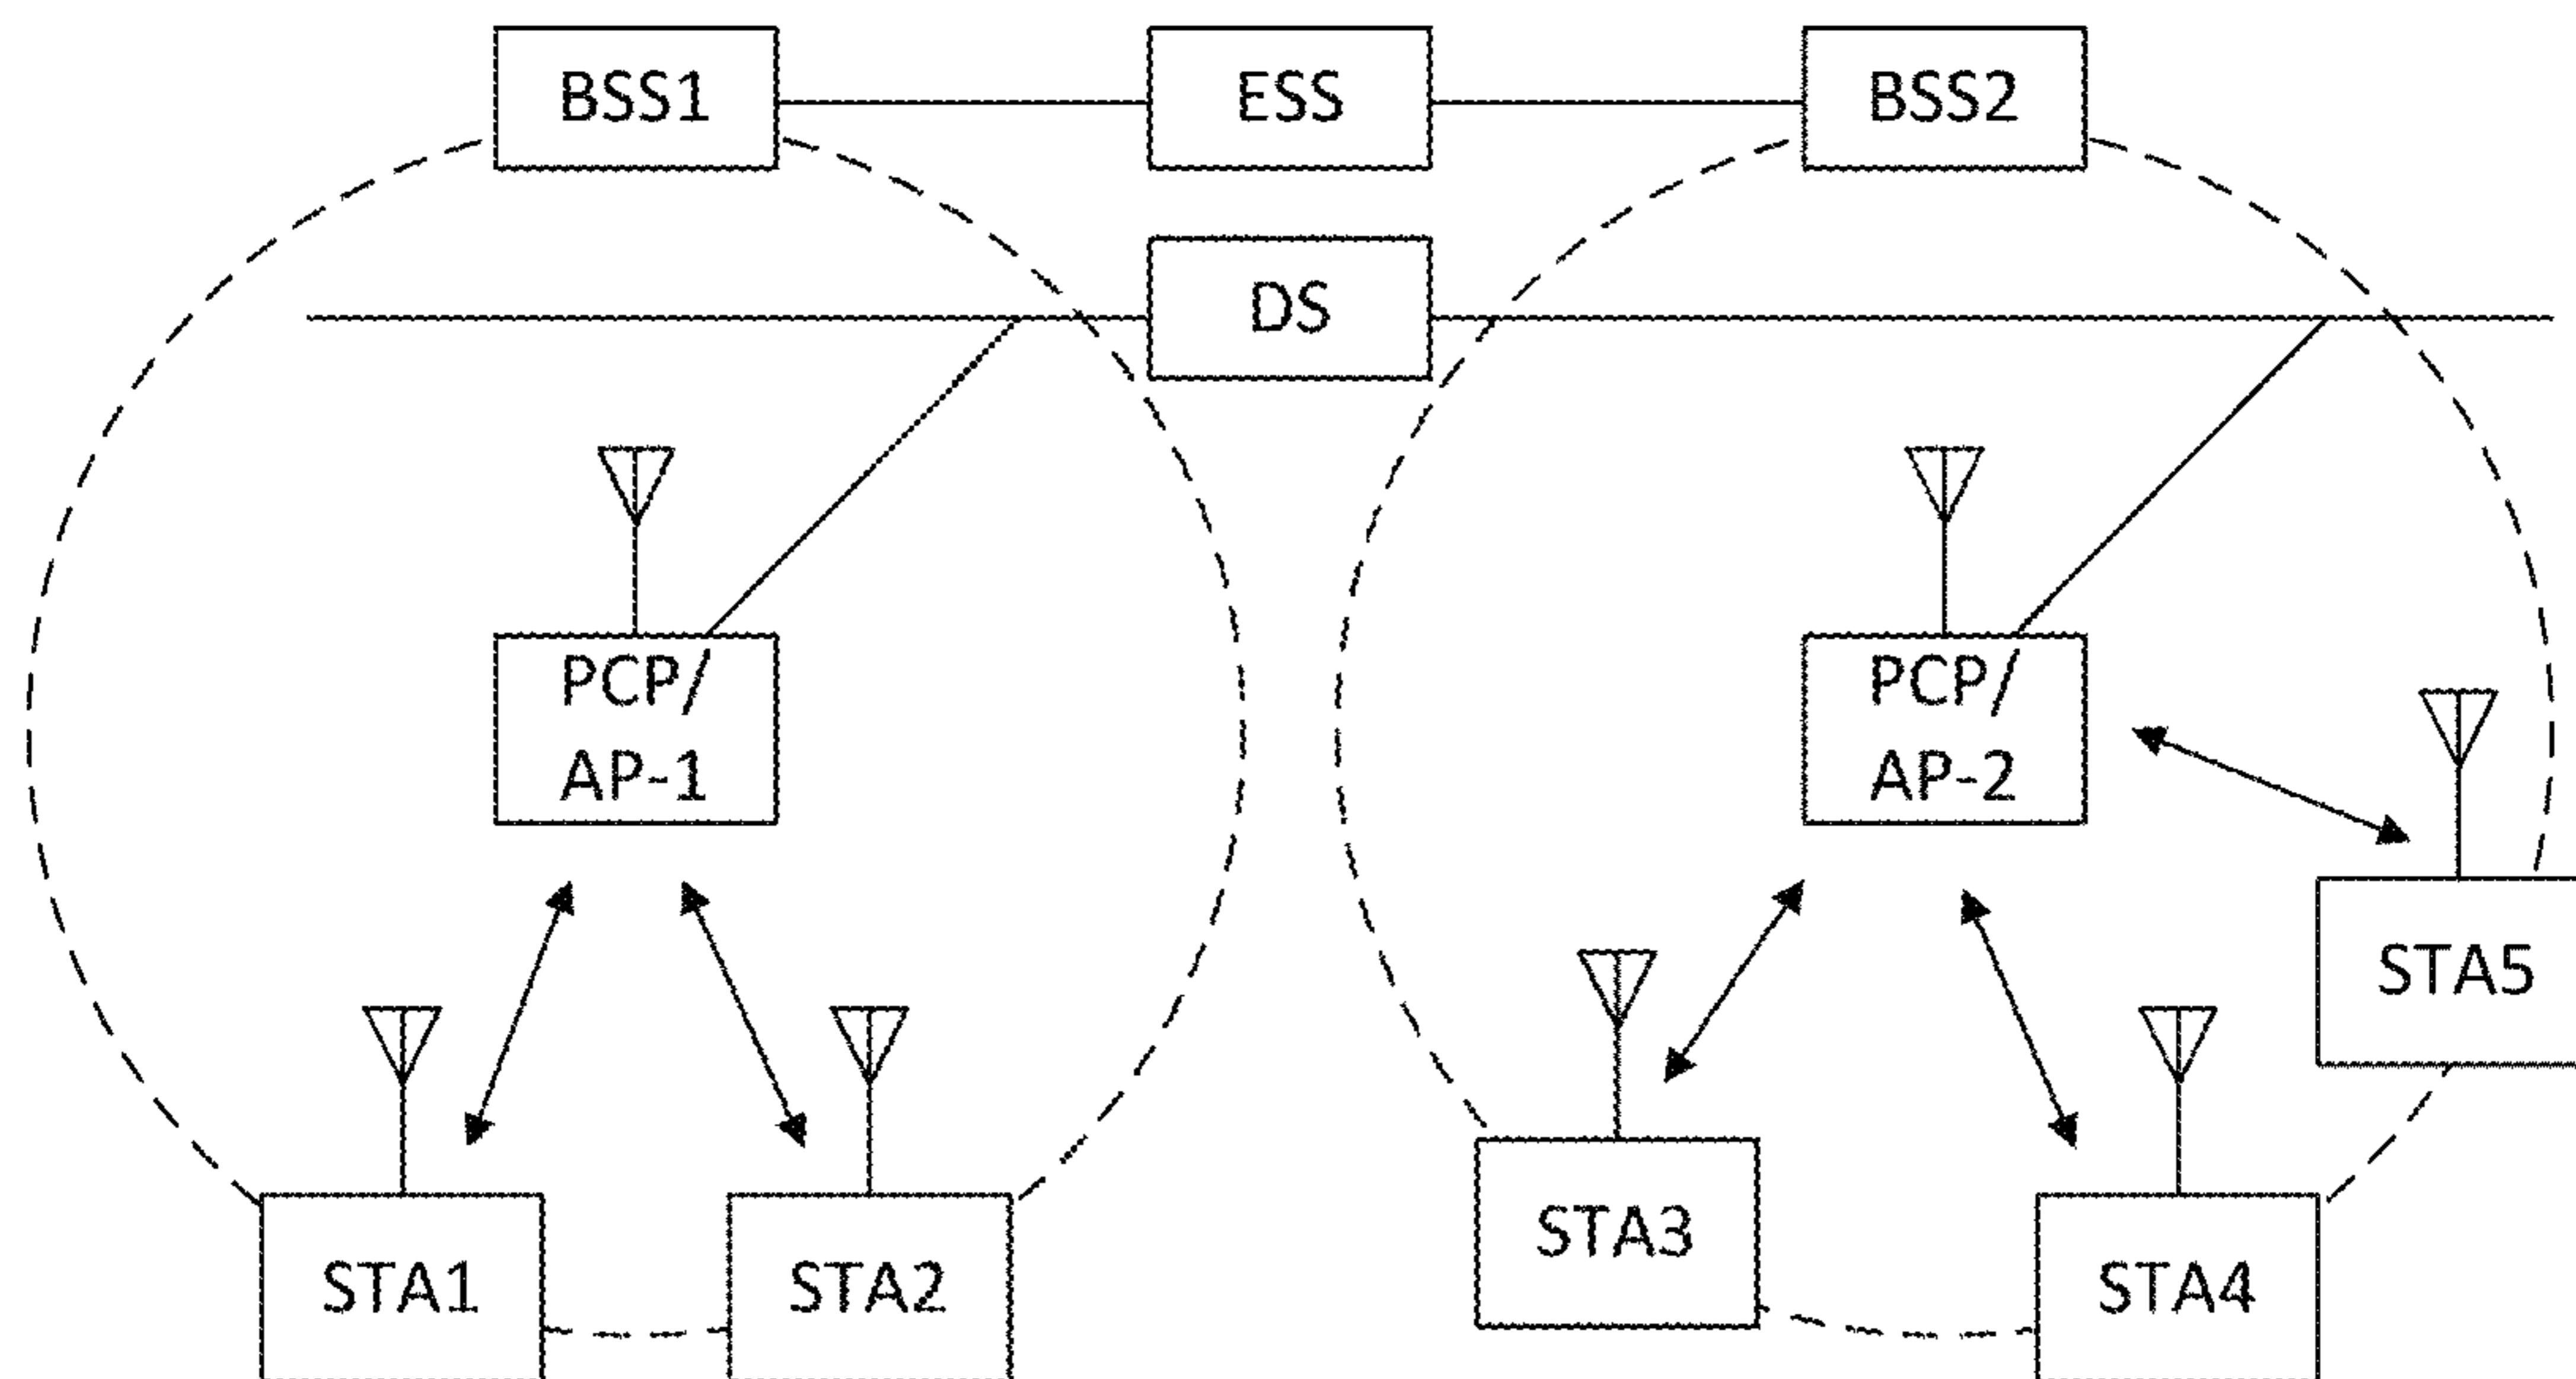 BSS1
ESS
BSS2
DS
PCP/
AP-1
PCP/
AP-2
STA5
STA3
STA1
STA2
STA4